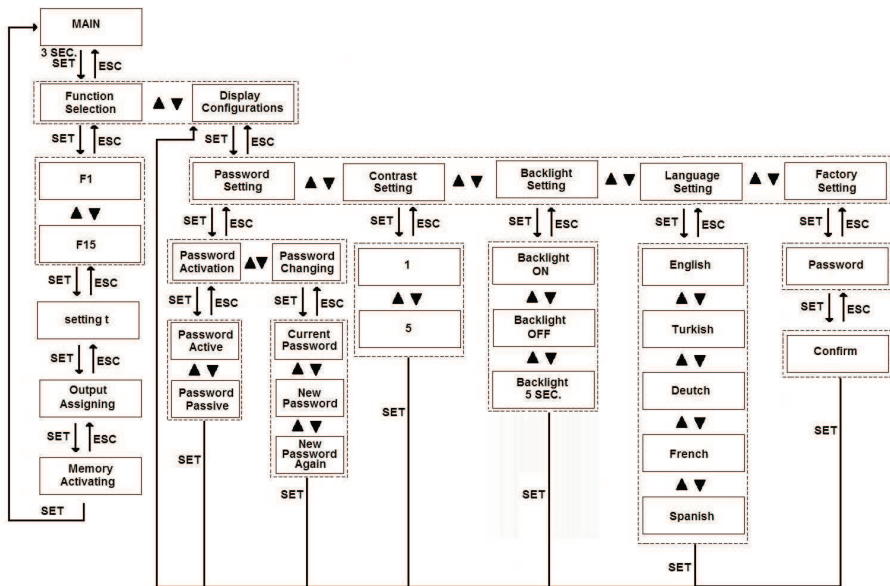 MAIN
3 SEC.
SET
ESC
Function
Selection
Display
Configurations
SET
ESC
SET
ESC
F1
F15
SET
ESC
setting t
SET
ESC
Output
Assigning
SET
ESC
Memory
Activating
SET
Password
Setting
Contrast
Setting
Backlight
Setting
Language
Setting
Factory
Setting
SET
ESC
SET
ESC
SET
ESC
SET
ESC
SET
ESC
Password
Activation
Password
Changing
SET
ESC
SET
ESC
Password
Active
Password
Passive
SET
Current
Password
New
Password
New
Password
Again
SET
1
5
SET
Backlight
ON
Backlight
OFF
Backlight
5 SEC.
SET
English
Turkish
Deutch
French
Spanish
SET
Password
SET
ESC
Confirm
SET